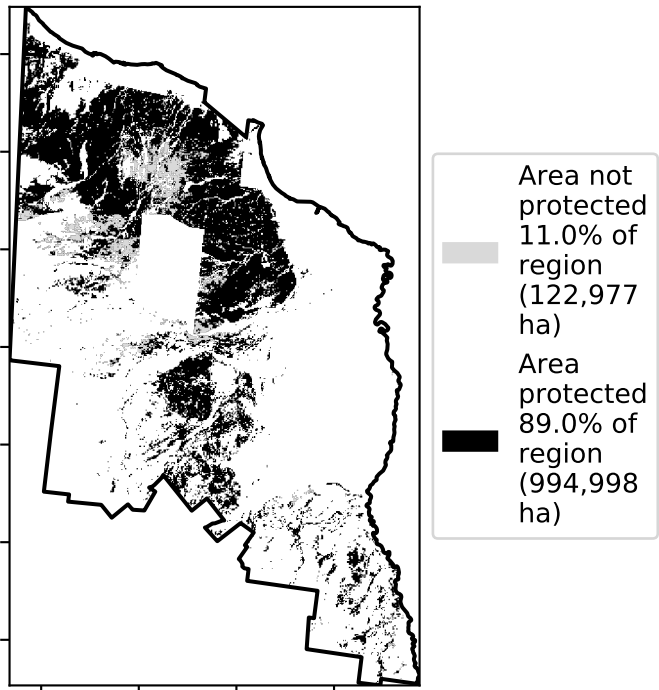 Area not
protected
11.0% of
region
(122,977
ha)
Area
protected
89.0% of
region
(994,998
ha)